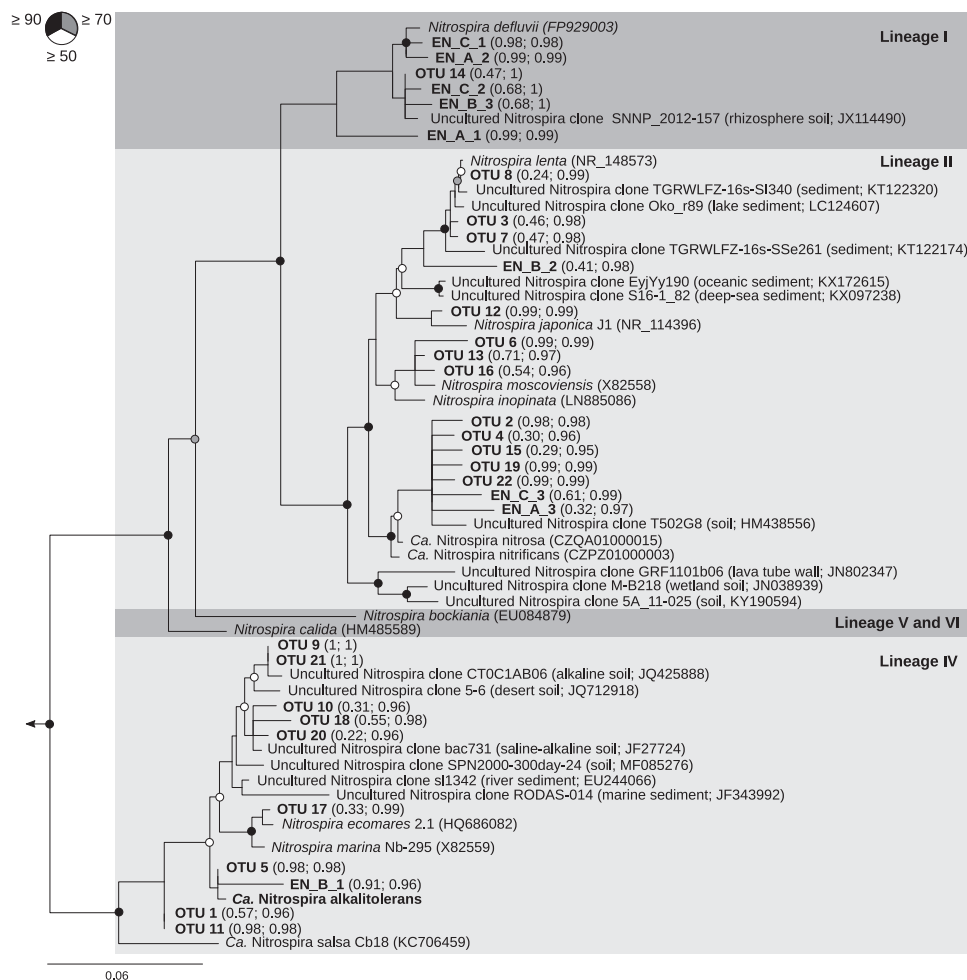 ≥ 90
≥ 70
≥ 50
Lineage I
Nitrospira defluvii (FP929003)
EN_C_1 (0.98; 0.98)
EN_A_2 (0.99; 0.99)
OTU 14 (0.47; 1)
EN_C_2 (0.68; 1)
EN_B_3 (0.68; 1)
Uncultured Nitrospira clone SNNP_2012-157 (rhizosphere soil; JX114490)
EN_A_1 (0.99; 0.99)
Lineage II
Nitrospira lenta (NR_148573)
OTU 8 (0.24; 0.99)
Uncultured Nitrospira clone TGRWLFZ-16s-SI340 (sediment; KT122320)
Uncultured Nitrospira clone Oko_r89 (lake sediment; LC124607)
OTU 3 (0.46; 0.98)
OTU 7 (0.47; 0.98)
Uncultured Nitrospira clone TGRWLFZ-16s-SSe261 (sediment; KT122174)
EN_B_2 (0.41; 0.98)
Uncultured Nitrospira clone EyjYy190 (oceanic sediment; KX172615)
Uncultured Nitrospira clone S16-1_82 (deep-sea sediment; KX097238)
OTU 12 (0.99; 0.99)
Nitrospira japonica J1 (NR_114396)
OTU 6 (0.99; 0.99)
OTU 13 (0.71; 0.97)
OTU 16 (0.54; 0.96)
Nitrospira moscoviensis (X82558)
Nitrospira inopinata (LN885086)
OTU 2 (0.98; 0.98)
OTU 4 (0.30; 0.96)
OTU 15 (0.29; 0.95)
OTU 19 (0.99; 0.99)
OTU 22 (0.99; 0.99)
EN_C_3 (0.61; 0.99)
EN_A_3 (0.32; 0.97)
Uncultured Nitrospira clone T502G8 (soil; HM438556)
Ca. Nitrospira nitrosa (CZQA01000015)
Ca. Nitrospira nitrificans (CZPZ01000003)
Uncultured Nitrospira clone GRF1101b06 (lava tube wall; JN802347)
Uncultured Nitrospira clone M-B218 (wetland soil; JN038939)
Uncultured Nitrospira clone 5A_11-025 (soil, KY190594)
Nitrospira bockiania (EU084879)
Lineage V and VI
Nitrospira calida (HM485589)
OTU 9 (1; 1)
Lineage IV
OTU 21 (1; 1)
Uncultured Nitrospira clone CT0C1AB06 (alkaline soil; JQ425888)
Uncultured Nitrospira clone 5-6 (desert soil; JQ712918)
OTU 10 (0.31; 0.96)
OTU 18 (0.55; 0.98)
OTU 20 (0.22; 0.96)
Uncultured Nitrospira clone bac731 (saline-alkaline soil; JF27724)
Uncultured Nitrospira clone SPN2000-300day-24 (soil; MF085276)
Uncultured Nitrospira clone sl1342 (river sediment; EU244066)
Uncultured Nitrospira clone RODAS-014 (marine sediment; JF343992)
OTU 17 (0.33; 0.99)
Nitrospira ecomares 2.1 (HQ686082)
Nitrospira marina Nb-295 (X82559)
OTU 5 (0.98; 0.98)
EN_B_1 (0.91; 0.96)
Ca. Nitrospira alkalitolerans
OTU 1 (0.57; 0.96)
OTU 11 (0.98; 0.98)
Ca. Nitrospira salsa Cb18 (KC706459)
0.06